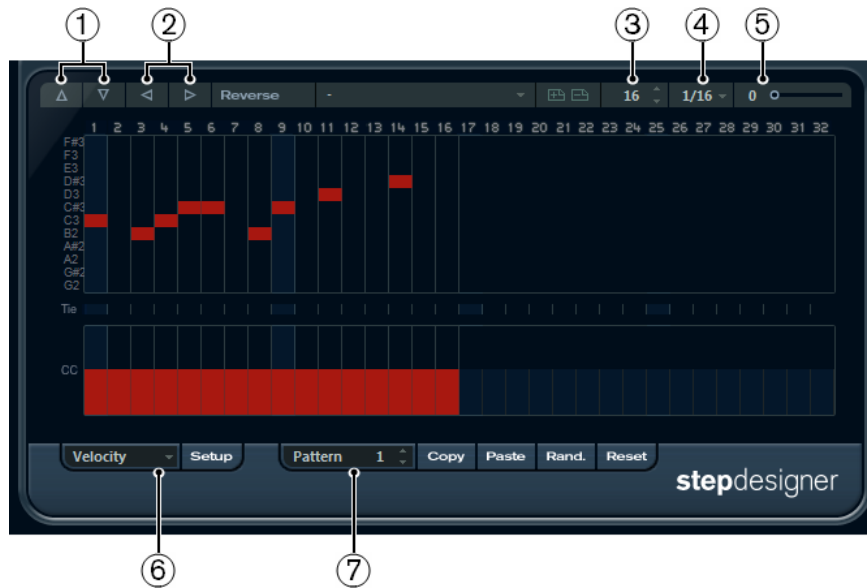 1 2 3 4 5
Reverse - 16 1/16 0
1 2 3 4 5 6 7 8 9 10 11 12 13 14 15 16 17 18 19 20 21 22 23 24 25 26 27 28 29 30 31 32
F#3
F3
E3
D#3
D3
C#3
C3
B2
A#2
A2
G#2
G2
Tie
CC
Velocity Setup Pattern 1 Copy Paste Rand. Reset
stepdesigner
6 7